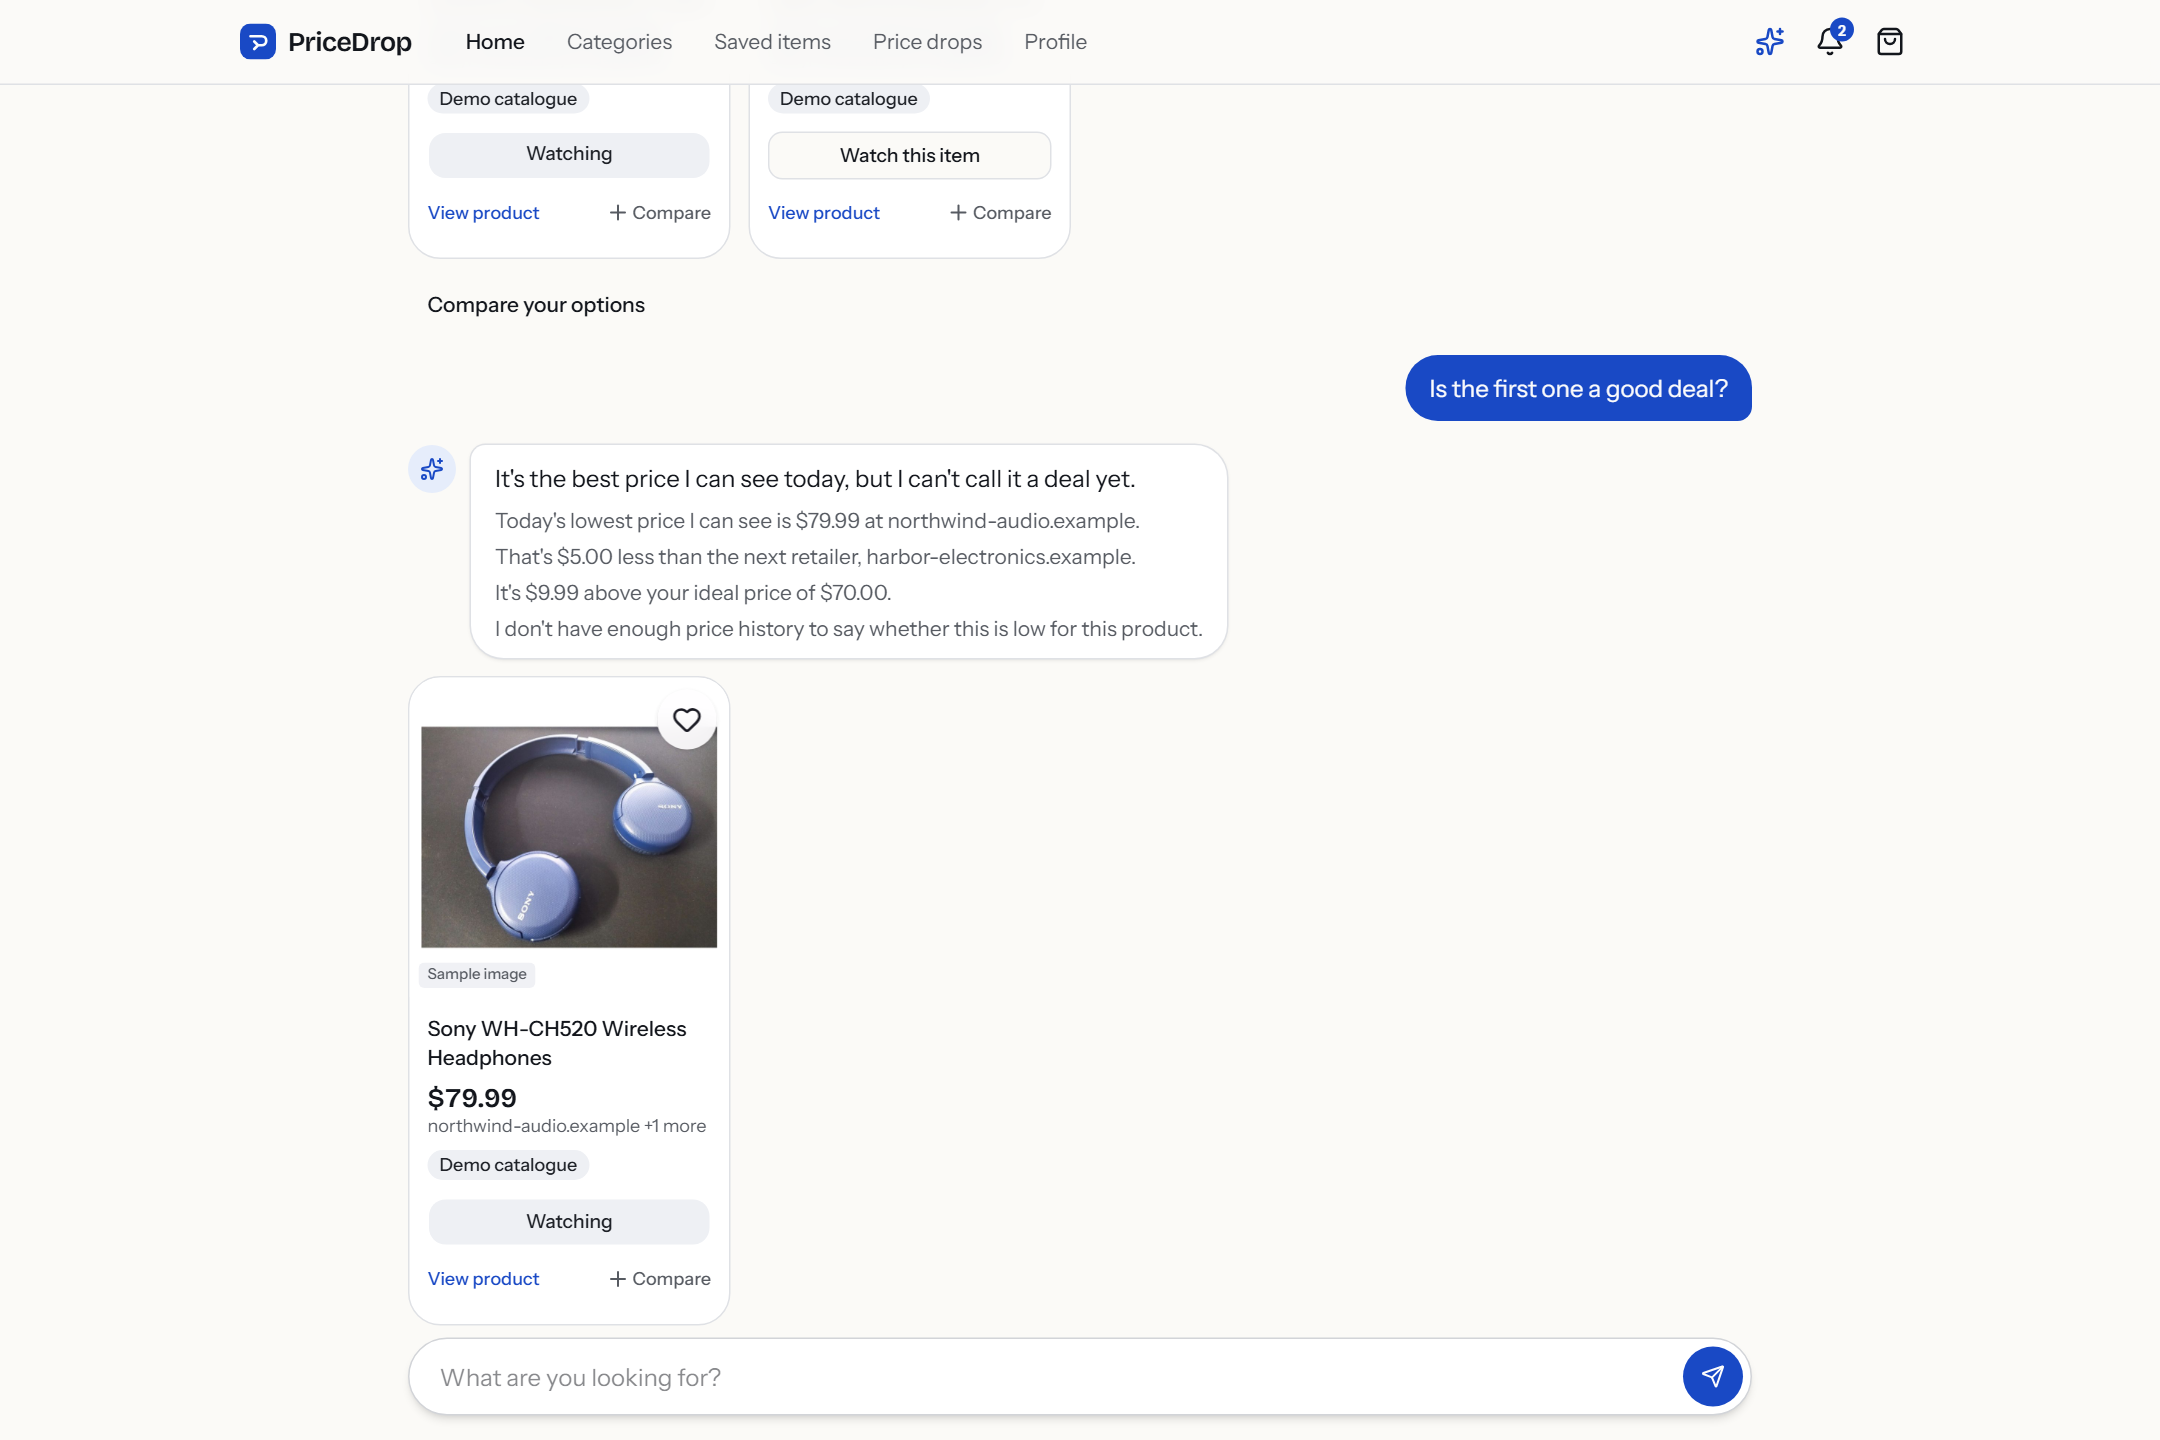 PriceDrop
Home
Categories
Saved items
Price drops
Profile
2
Demo catalogue
Demo catalogue
Watching
Watch this item
View product
Compare
View product
Compare
Compare your options
Is the first one a good deal?
It's the best price I can see today, but I can't call it a deal yet.
Today's lowest price I can see is $79.99 at northwind-audio.example.
That's $5.00 less than the next retailer, harbor-electronics.example.
It's $9.99 above your ideal price of $70.00.
I don't have enough price history to say whether this is low for this product.
SONY
SONY
Sample image
Sony WH-CH520 Wireless
Headphones
$79.99
northwind-audio.example +1 more
Demo catalogue
Watching
View product
Compare
What are you looking for?